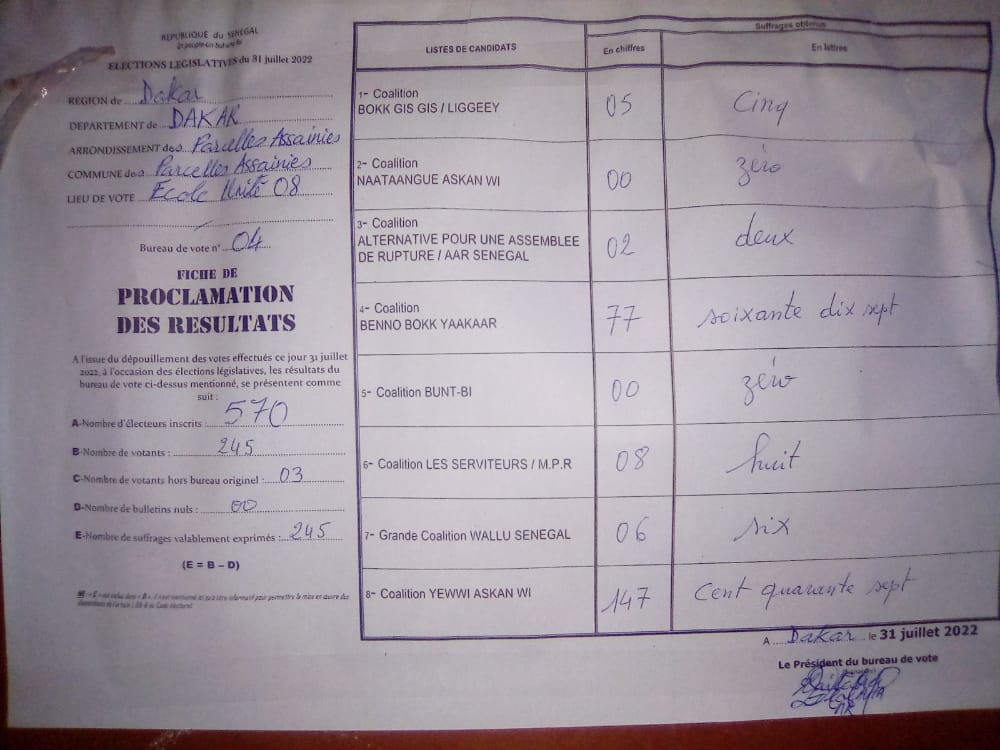 REPUBLIQUE du SENEGAL
Un peuple-un but-une foi
ELECTIONS LEGISLATIVES du 31 juillet 2022
REGION de Dakar
DEPARTEMENT de DAKAR
ARRONDISSEMENT des Parcelles Assainies
COMMUNE des Parcelles Assainies
LIEU DE VOTE Ecole Unité 08
Bureau de vote n° 04
FICHE DE
PROCLAMATION
DES RESULTATS
A l'issue du dépouillement des votes effectués ce jour 31 juillet
2022, à l'occasion des élections législatives, les résultats du
bureau de vote ci-dessus mentionné, se présentent comme
suit :
A-Nombre d'électeurs inscrits : 570
B-Nombre de votants : 245
C-Nombre de votants hors bureau originel : 03
D-Nombre de bulletins nuls : 00
E-Nombre de suffrages valablement exprimés : 245
(E = B – D)
LISTES DE CANDIDATS
Suffrages obtenus
En chiffres
En lettres
1- Coalition
BOKK GIS GIS / LIGGEEY
05
Cinq
2- Coalition
NAATAANGUE ASKAN WI
00
zéro
3- Coalition
ALTERNATIVE POUR UNE ASSEMBLEE
DE RUPTURE / AAR SENEGAL
02
deux
4- Coalition
BENNO BOKK YAAKAAR
77
soixante dix sept
5- Coalition BUNT-BI
00
zéro
6- Coalition LES SERVITEURS / M.P.R
08
huit
7- Grande Coalition WALLU SENEGAL
06
six
8- Coalition YEWWI ASKAN WI
147
Cent quarante sept
A Dakar le 31 juillet 2022
Le Président du bureau de vote